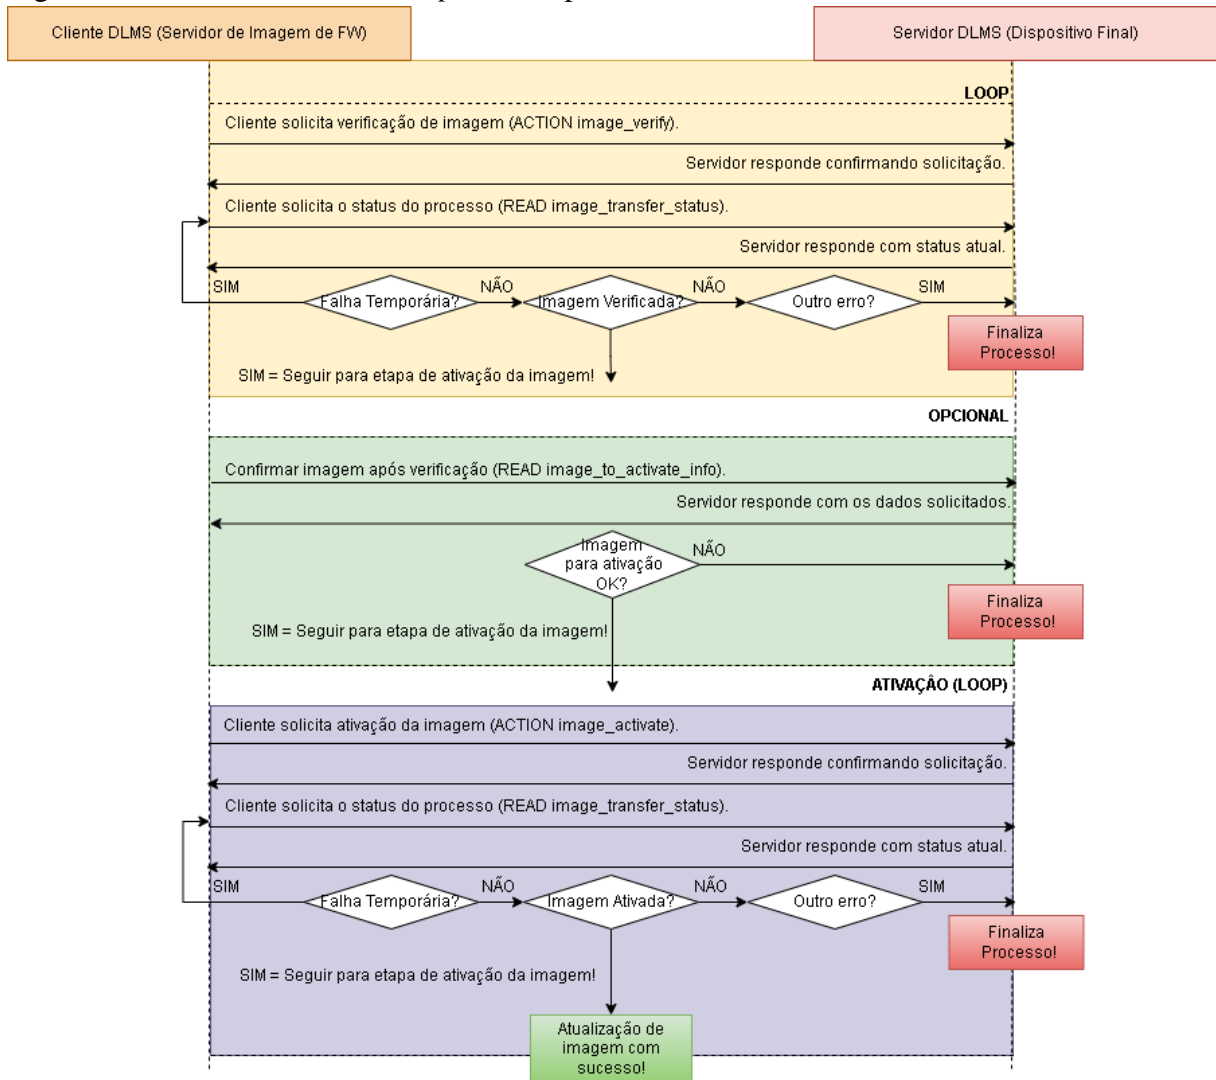 Cliente DLMS (Servidor de Imagem de FW)
Servidor DLMS (Dispositivo Final)
LOOP
Cliente solicita verificação de imagem (ACTION image_verify).
Servidor responde confirmando solicitação.
Cliente solicita o status do processo (READ image_transfer_status).
Servidor responde com status atual.
SIM
Falha Temporária?
NÃO
Imagem Verificada?
NÃO
Outro erro?
SIM
Finaliza
Processo!
SIM = Seguir para etapa de ativação da imagem!
OPCIONAL
Confirmar imagem após verificação (READ image_to_activate_info).
Servidor responde com os dados solicitados.
Imagem
para ativação
OK?
NÃO
Finaliza
Processo!
SIM = Seguir para etapa de ativação da imagem!
ATIVAÇÂO (LOOP)
Cliente solicita ativação da imagem (ACTION image_activate).
Servidor responde confirmando solicitação.
Cliente solicita o status do processo (READ image_transfer_status).
Servidor responde com status atual.
SIM
Falha Temporária?
NÃO
Imagem Ativada?
NÃO
Outro erro?
SIM
Finaliza
Processo!
SIM = Seguir para etapa de ativação da imagem!
Atualização de
imagem com
sucesso!